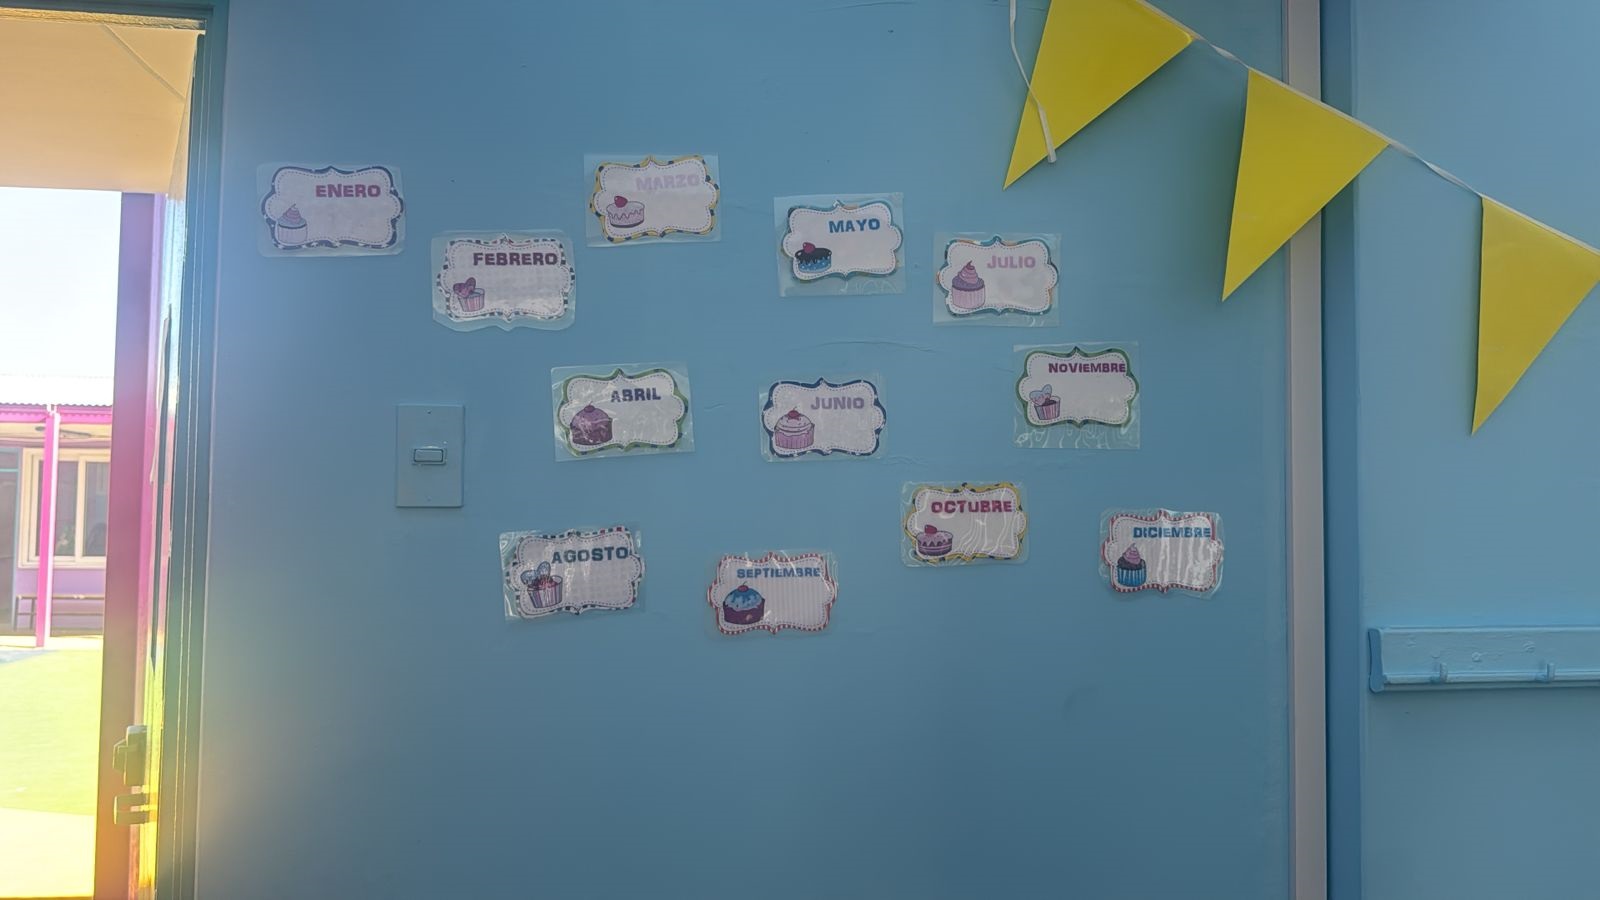 ENERO
FEBRERO
MARZO
ABRIL
MAYO
JUNIO
JULIO
AGOSTO
SEPTIEMBRE
OCTUBRE
NOVIEMBRE
DICIEMBRE